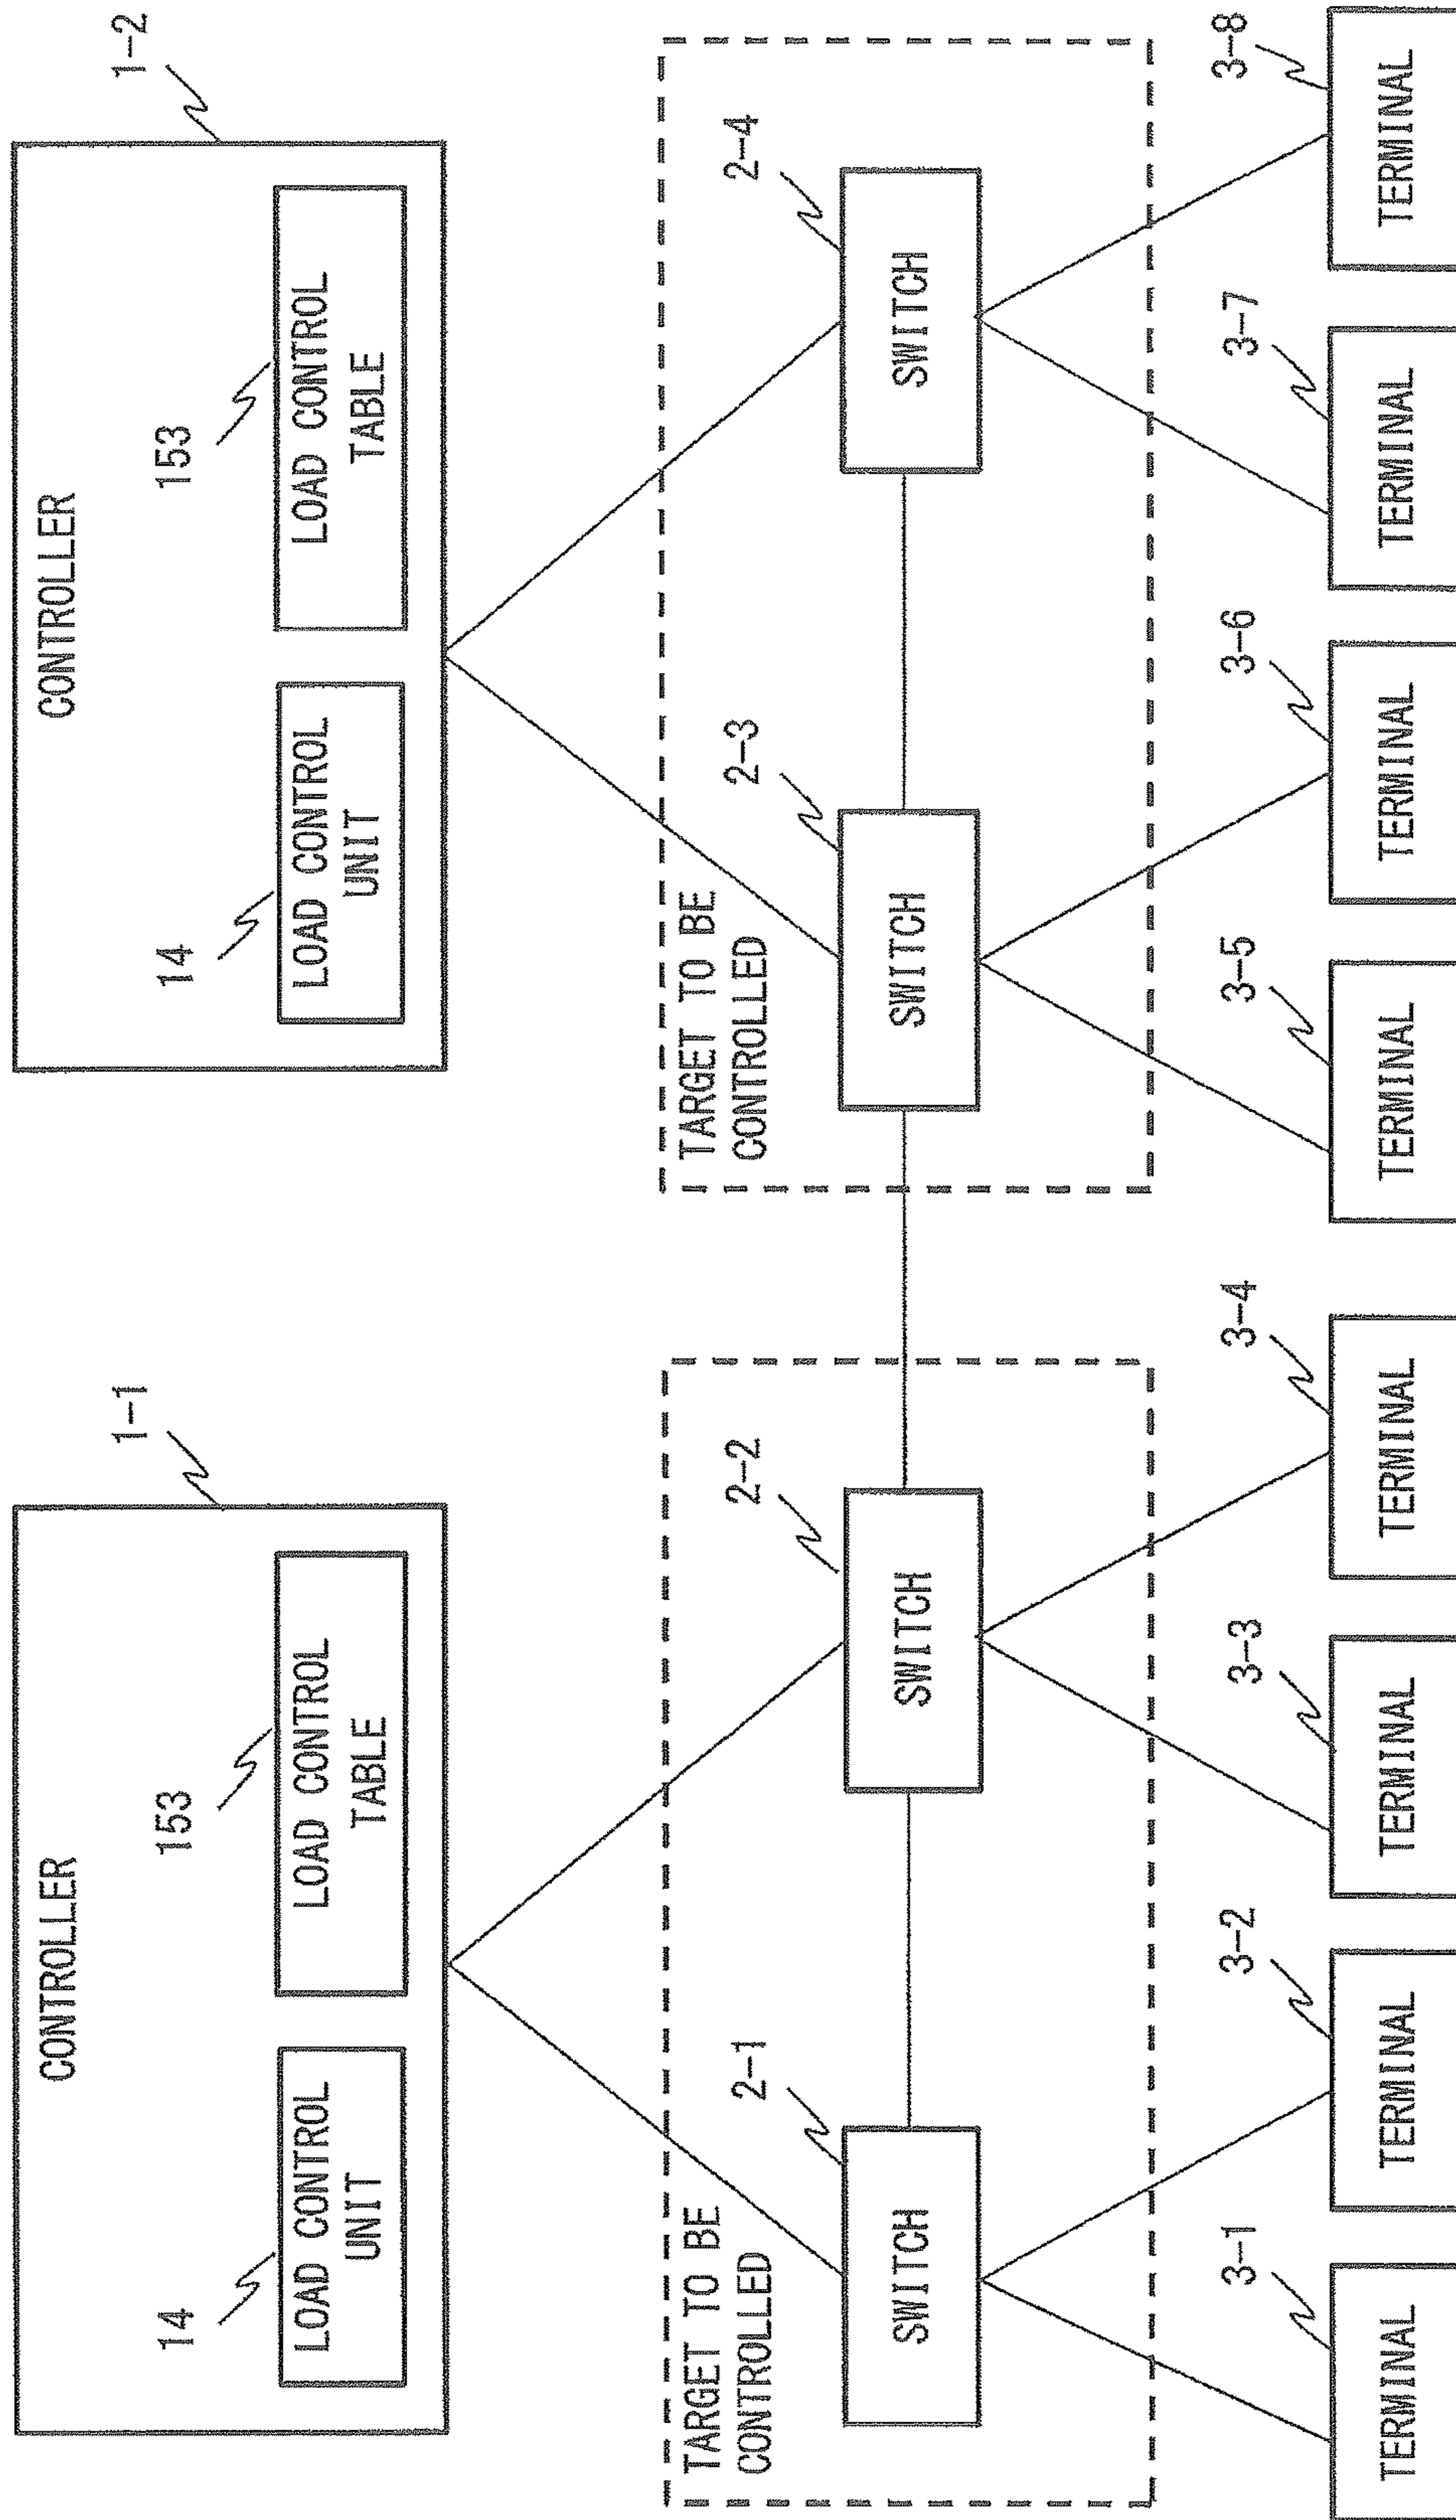 CONTROLLER
1-1
14
LOAD CONTROL
UNIT
153
LOAD CONTROL
TABLE
CONTROLLER
1-2
14
LOAD CONTROL
UNIT
153
LOAD CONTROL
TABLE
TARGET TO BE
CONTROLLED
2-1
SWITCH
2-2
SWITCH
TARGET TO BE
CONTROLLED
2-3
SWITCH
2-4
SWITCH
3-1
TERMINAL
3-2
TERMINAL
3-3
TERMINAL
3-4
TERMINAL
3-5
TERMINAL
3-6
TERMINAL
3-7
TERMINAL
3-8
TERMINAL